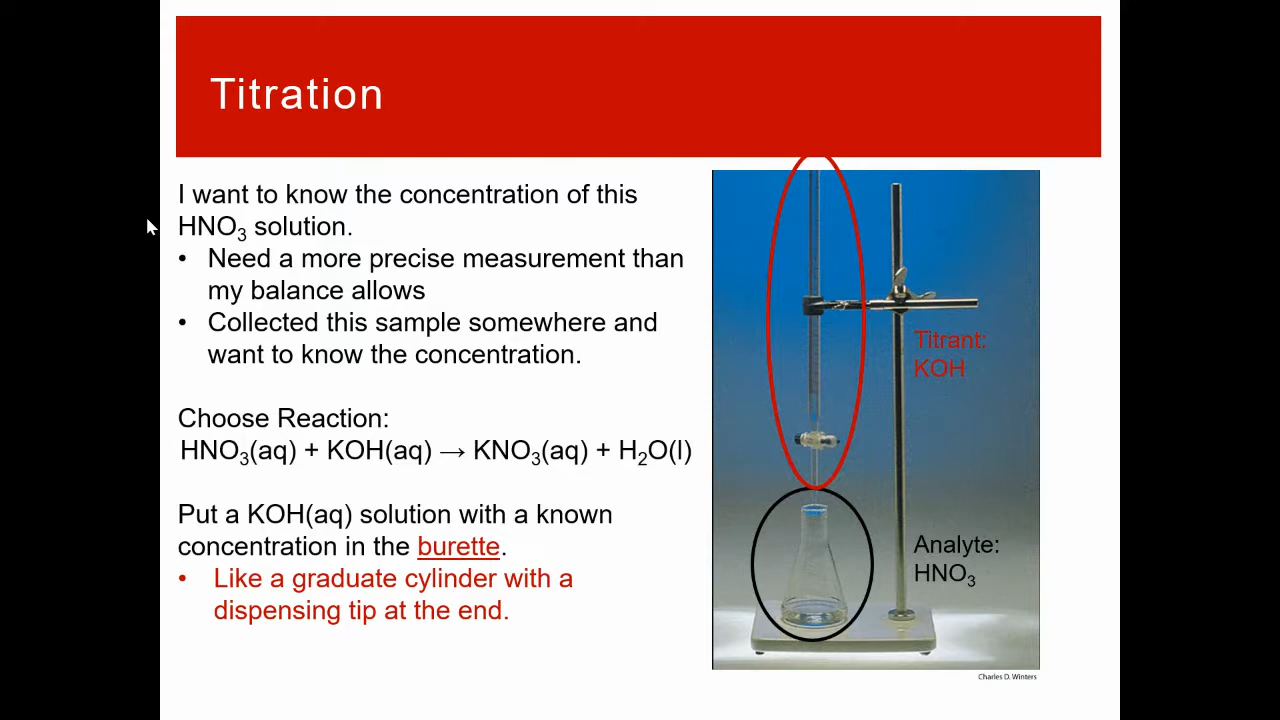 Titration
I want to know the concentration of this
HNO₃ solution.
• Need a more precise measurement than
my balance allows
• Collected this sample somewhere and
want to know the concentration.
Choose Reaction:
HNO₃(aq) + KOH(aq) → KNO₃(aq) + H₂O(l)
Put a KOH(aq) solution with a known
concentration in the burette.
• Like a graduate cylinder with a
dispensing tip at the end.
Titrant:
KOH
Analyte:
HNO₃
Charles D. Winters